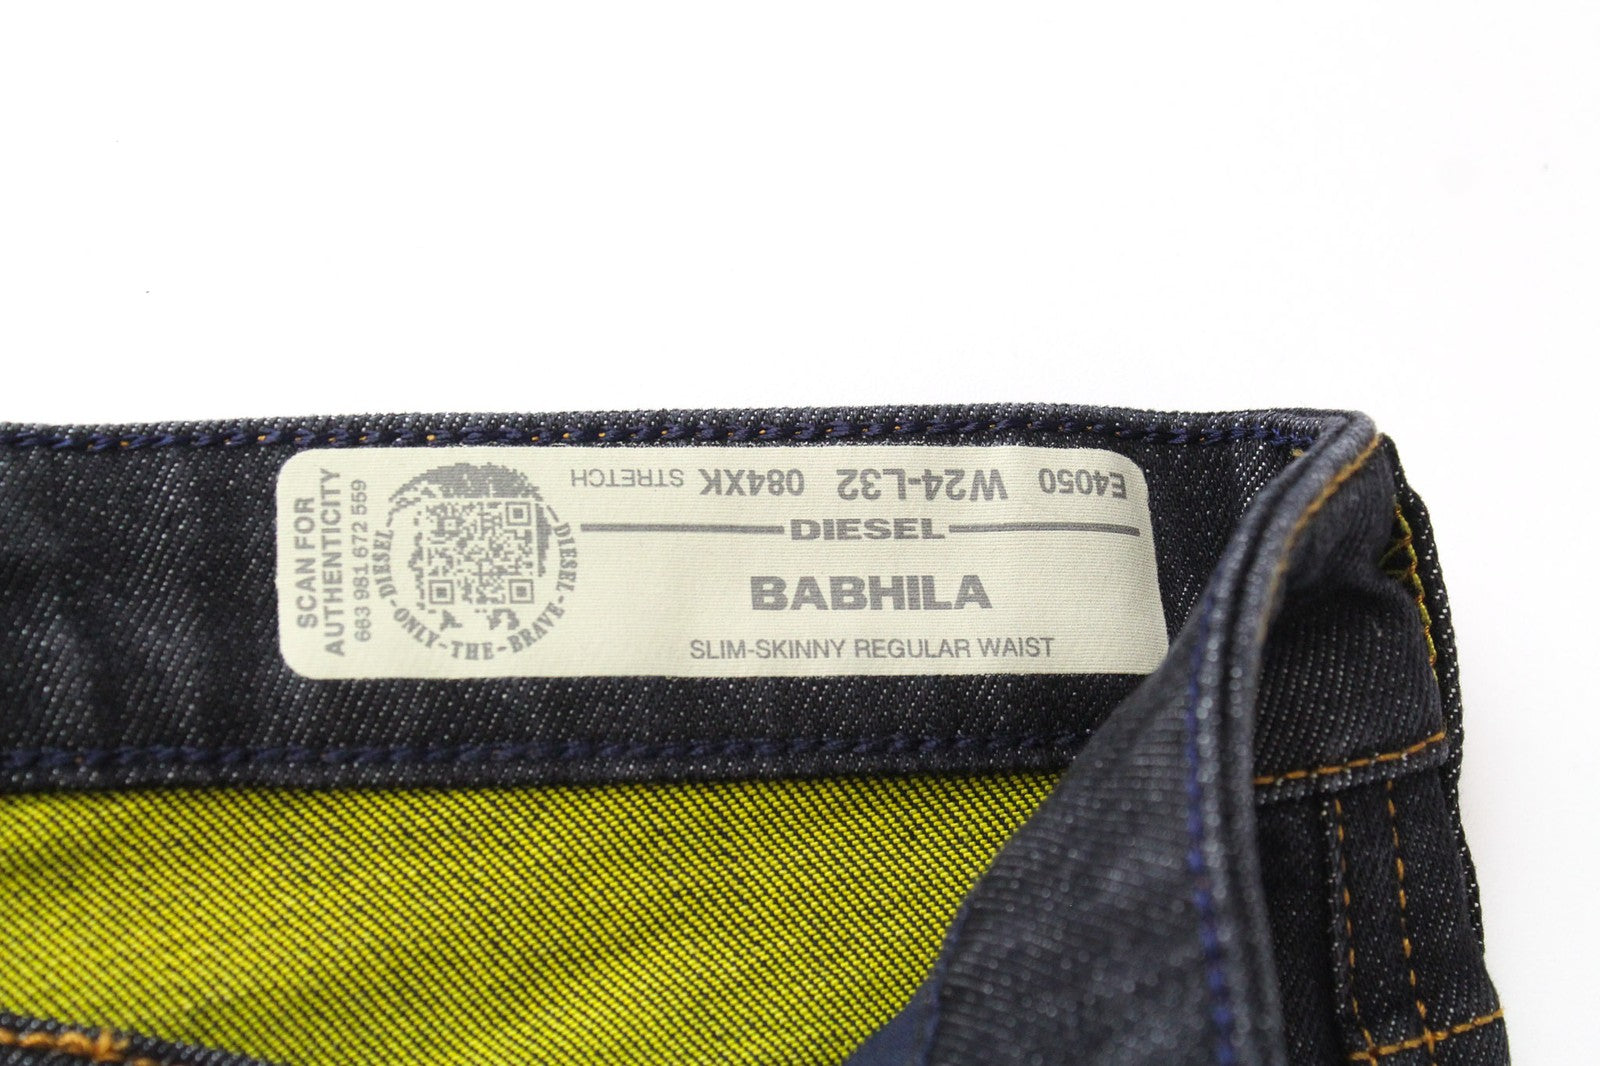 SCAN FOR
AUTHENTICITY
663 981 672 559
DIESEL-ONLY-THE-BRAVE-DIESEL
E4050 W24-L32 084XK STRETCH
DIESEL
BABHILA
SLIM-SKINNY REGULAR WAIST